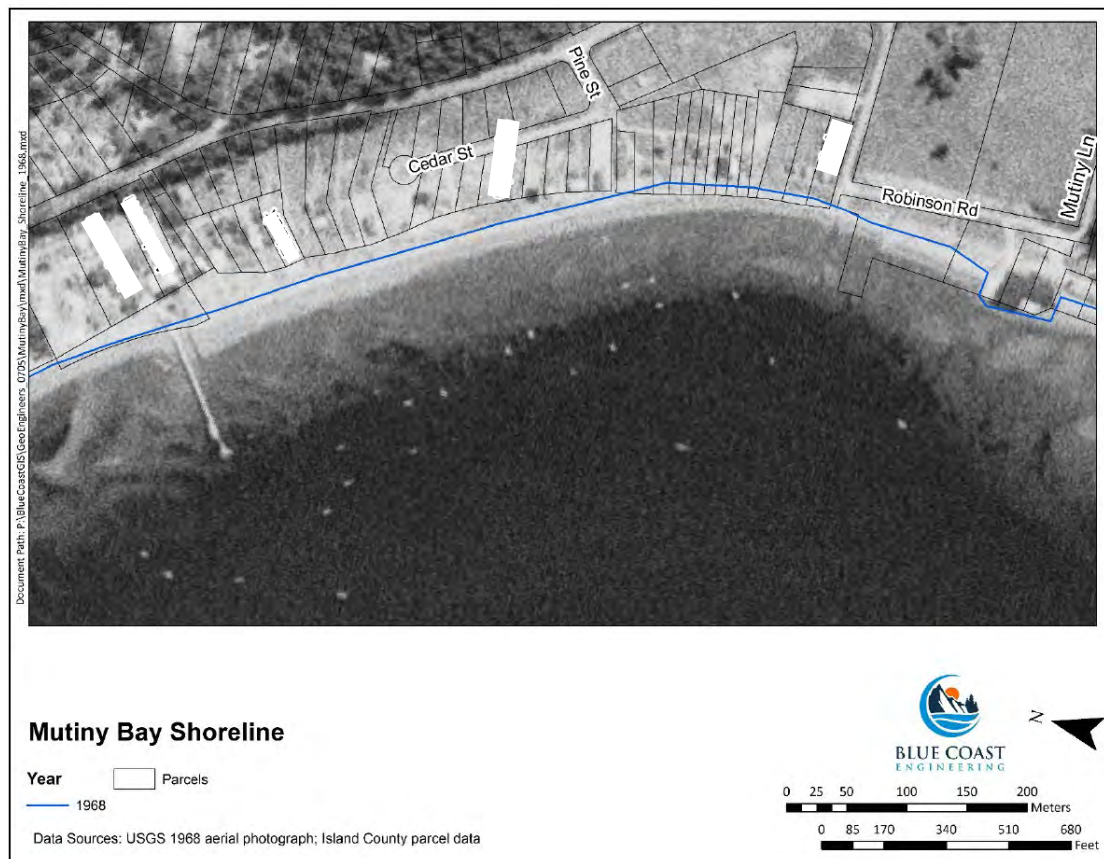 Document Path: P:\BlueCoastGIS\GeoEngineers_0705\MutinyBay\mxd\MutinyBay_Shoreline_1968.mxd
Pine St
Cedar St
Robinson Rd
Mutiny Ln
Mutiny Bay Shoreline
Year
Parcels
1968
Data Sources: USGS 1968 aerial photograph; Island County parcel data
BLUE COAST
ENGINEERING
N
0 25 50 100 150 200
Meters
0 85 170 340 510 680
Feet